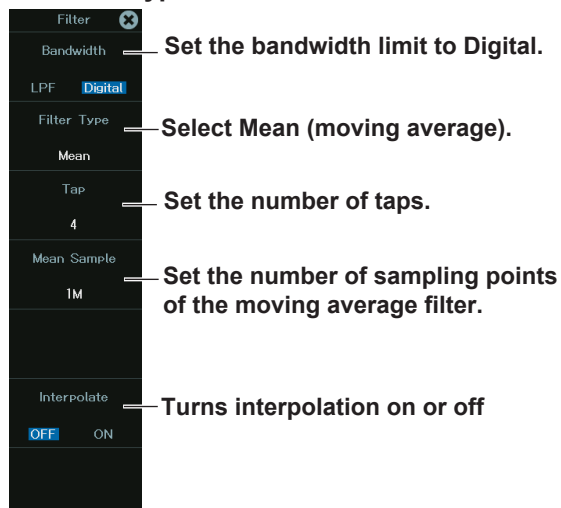 Filter
Bandwidth
Set the bandwidth limit to Digital.
LPF Digital
Filter Type
Select Mean (moving average).
Mean
Tap
Set the number of taps.
4
Mean Sample
Set the number of sampling points
of the moving average filter.
1M
Interpolate
Turns interpolation on or off
OFF ON